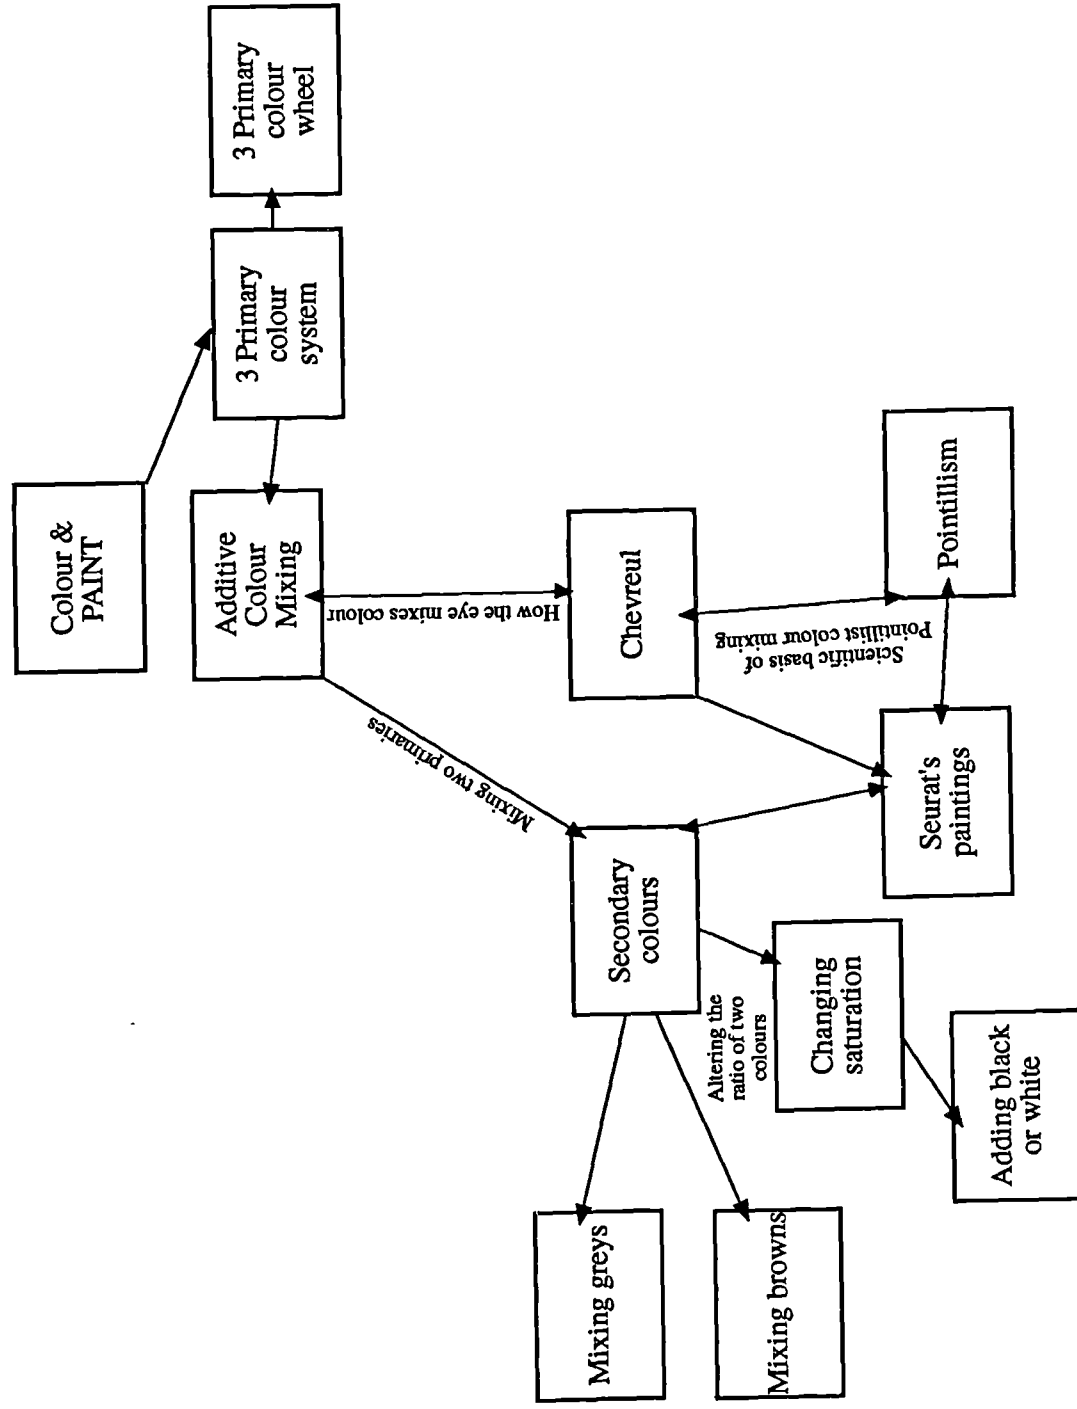 Colour &
PAINT
3 Primary
colour
wheel
3 Primary
colour
system
Additive
Colour
Mixing
How the eye mixes colour
Mixing two primaries
Chevreul
Scientific basis of
Pointillist colour mixing
Pointillism
Secondary
colours
Seurat's
paintings
Altering the
ratio of two
colours
Changing
saturation
Adding black
or white
Mixing greys
Mixing browns